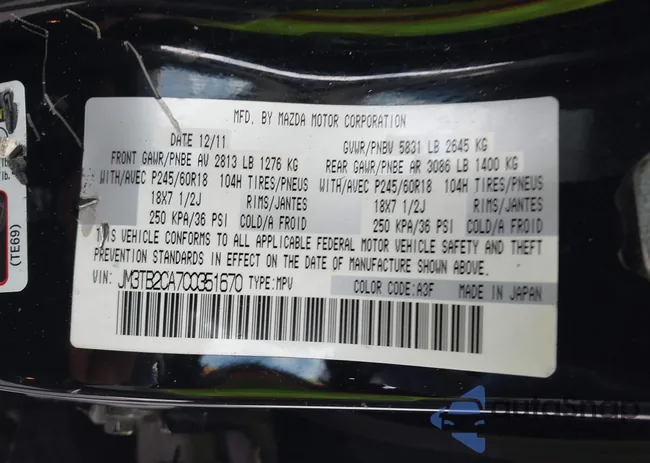 MFD. BY MAZDA MOTOR CORPORATION
DATE 12/11 GVWR/PNBV 5831 LB 2645 KG
FRONT GAWR/PNBE AV 2813 LB 1276 KG REAR GAWR/PNBE AR 3086 LB 1400 KG
WITH/AVEC P245/60R18 104H TIRES/PNEUS WITH/AVEC P245/60R18 104H TIRES/PNEUS
18X7 1/2J RIMS/JANTES 18X7 1/2J RIMS/JANTES
250 KPA/36 PSI COLD/A FROID 250 KPA/36 PSI COLD/A FROID
THIS VEHICLE CONFORMS TO ALL APPLICABLE FEDERAL MOTOR VEHICLE SAFETY AND THEFT
PREVENTION STANDARDS IN EFFECT ON THE DATE OF MANUFACTURE SHOWN ABOVE.
VIN: JM3TB2CA7C0351670 TYPE:MPV COLOR CODE:A3F MADE IN JAPAN
(TE69)
autoSnap